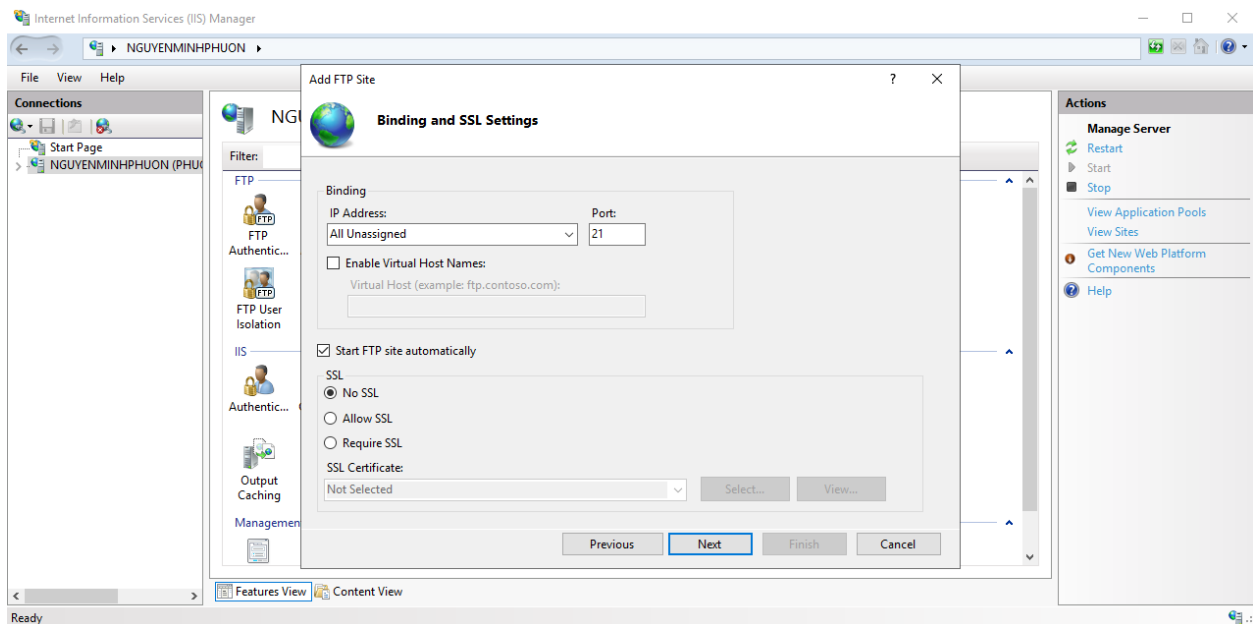 Internet Information Services (IIS) Manager
NGUYENMINHPHUON
File View Help
Connections
Start Page
NGUYENMINHPHUON (PHU
Filter:
FTP
FTP
FTP
Authentic...
FTP
FTP User
Isolation
IIS
Authentic...
Output
Caching
Managemen
Add FTP Site
?
Binding and SSL Settings
Binding
IP Address: Port:
All Unassigned 21
Enable Virtual Host Names:
Virtual Host (example: ftp.contoso.com):
Start FTP site automatically
SSL
No SSL
Allow SSL
Require SSL
SSL Certificate:
Not Selected Select... View...
Previous Next Finish Cancel
Actions
Manage Server
Restart
Start
Stop
View Application Pools
View Sites
Get New Web Platform
Components
Help
Features View Content View
Ready